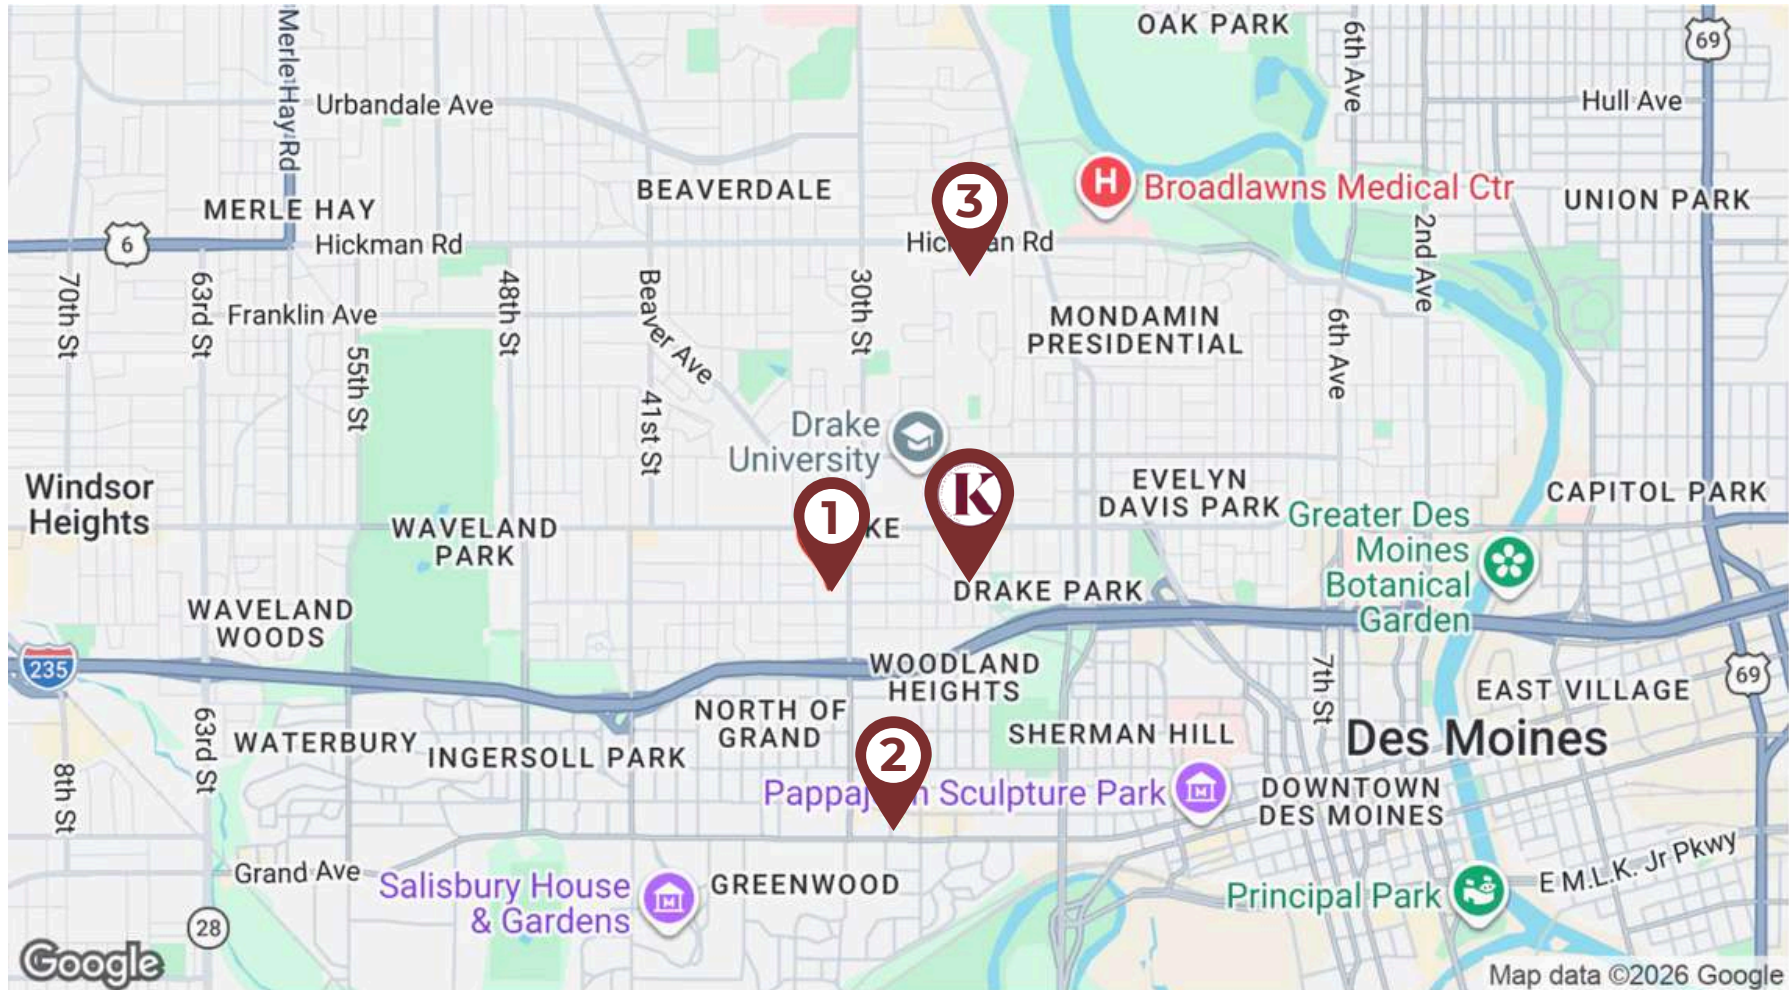 OAK PARK
69
Merle Hay Rd
6th Ave
Urbandale Ave
Hull Ave
BEAVERDALE
3
H
Broadlawns Medical Ctr
UNION PARK
MERLE HAY
6
Hickman Rd
2nd Ave
70th St
63rd St
48th St
Beaver Ave
30th St
Franklin Ave
MONDAMIN
PRESIDENTIAL
6th Ave
55th St
41st St
Drake
University
K
1
EVELYN
DAVIS PARK
CAPITOL PARK
Windsor
Heights
WAVELAND
PARK
Greater Des
Moines
Botanical
Garden
DRAKE PARK
WAVELAND
WOODS
235
WOODLAND
HEIGHTS
7th St
69
EAST VILLAGE
NORTH OF
GRAND
63rd St
WATERBURY
INGERSOLL PARK
SHERMAN HILL
Des Moines
2
8th St
Sculpture Park
DOWNTOWN
DES MOINES
Grand Ave
Salisbury House
& Gardens
GREENWOOD
Principal Park
E M.L.K. Jr Pkwy
28
Google
Map data ©2026 Google